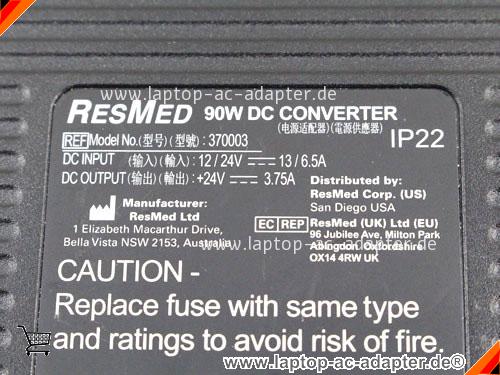 www.laptop-ac-adapter.de
RESMED 90W DC CONVERTER
(电源适配器)(電源供應器)
REF Model No.(型号)(型號): 370003
IP22
DC INPUT (输入)(輸入): 12/24V 13/6.5A
DC OUTPUT(输出)(輸出): +24V 3.75A
Manufacturer:
ResMed Ltd
1 Elizabeth Macarthur Drive,
Bella Vista NSW 2153, Australia
Distributed by:
ResMed Corp. (US)
San Diego USA
EC REP ResMed (UK) Ltd (EU)
96 Jubilee Ave, Milton Park
Abingdon Oxfordshire
OX14 4RW UK
www.laptop-ac-adapter.de
CAUTION -
Replace fuse with same type
and ratings to avoid risk of fire.
www.laptop-ac-adapter.de®